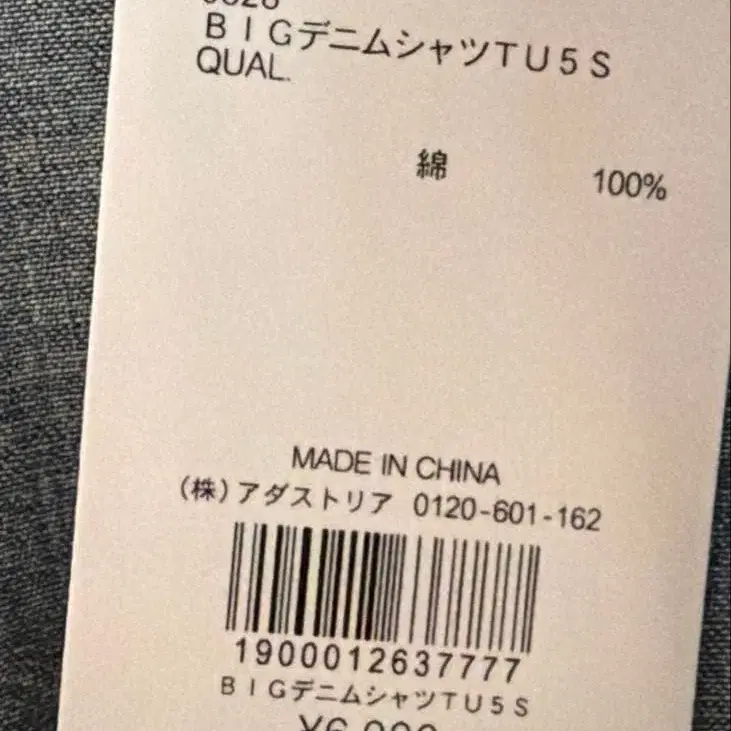 ＢＩＧデニムシャツＴＵ５Ｓ
QUAL.
綿 100%
MADE IN CHINA
(株)アダストリア 0120-601-162
1900012637777
ＢＩＧデニムシャツＴＵ５Ｓ